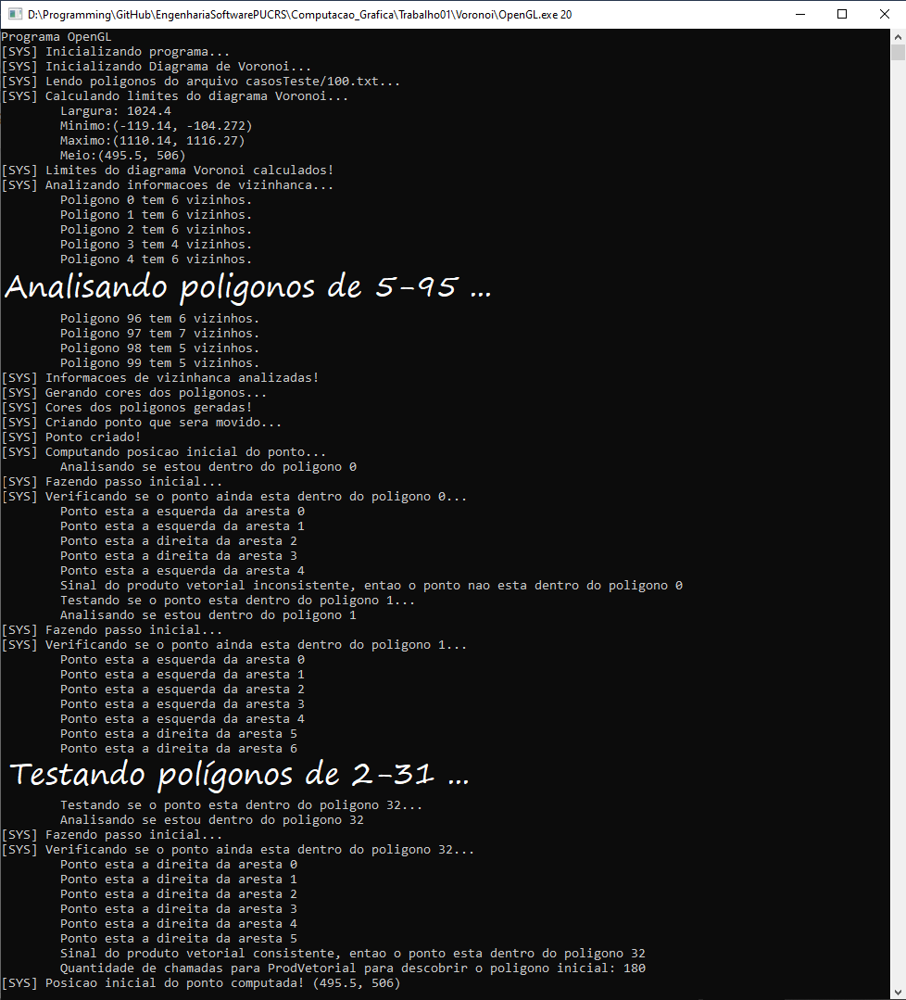 D:\Programming\GitHub\EngenhariaSoftwarePUCRS\Computacao_Grafica\Trabalho01\Voronoi\OpenGL.exe 20
Programa OpenGL
[SYS] Inicializando programa...
[SYS] Inicializando Diagrama de Voronoi...
[SYS] Lendo poligonos do arquivo casosTeste/100.txt...
[SYS] Calculando limites do diagrama Voronoi...
Largura: 1024.4
Minimo:(-119.14, -104.272)
Maximo:(1110.14, 1116.27)
Meio:(495.5, 506)
[SYS] Limites do diagrama Voronoi calculados!
[SYS] Analizando informacoes de vizinhanca...
Poligono 0 tem 6 vizinhos.
Poligono 1 tem 6 vizinhos.
Poligono 2 tem 6 vizinhos.
Poligono 3 tem 4 vizinhos.
Poligono 4 tem 6 vizinhos.
Analisando poligonos de 5-95 ...
Poligono 96 tem 6 vizinhos.
Poligono 97 tem 7 vizinhos.
Poligono 98 tem 5 vizinhos.
Poligono 99 tem 5 vizinhos.
[SYS] Informacoes de vizinhanca analizadas!
[SYS] Gerando cores dos poligonos...
[SYS] Cores dos poligonos geradas!
[SYS] Criando ponto que sera movido...
[SYS] Ponto criado!
[SYS] Computando posicao inicial do ponto...
Analisando se estou dentro do poligono 0
[SYS] Fazendo passo inicial...
[SYS] Verificando se o ponto ainda esta dentro do poligono 0...
Ponto esta a esquerda da aresta 0
Ponto esta a esquerda da aresta 1
Ponto esta a direita da aresta 2
Ponto esta a direita da aresta 3
Ponto esta a esquerda da aresta 4
Sinal do produto vetorial inconsistente, entao o ponto nao esta dentro do poligono 0
Testando se o ponto esta dentro do poligono 1...
Analisando se estou dentro do poligono 1
[SYS] Fazendo passo inicial...
[SYS] Verificando se o ponto ainda esta dentro do poligono 1...
Ponto esta a esquerda da aresta 0
Ponto esta a esquerda da aresta 1
Ponto esta a esquerda da aresta 2
Ponto esta a esquerda da aresta 3
Ponto esta a esquerda da aresta 4
Ponto esta a direita da aresta 5
Ponto esta a direita da aresta 6
Testando polígonos de 2-31 ...
Testando se o ponto esta dentro do poligono 32...
Analisando se estou dentro do poligono 32
[SYS] Fazendo passo inicial...
[SYS] Verificando se o ponto ainda esta dentro do poligono 32...
Ponto esta a direita da aresta 0
Ponto esta a direita da aresta 1
Ponto esta a direita da aresta 2
Ponto esta a direita da aresta 3
Ponto esta a direita da aresta 4
Ponto esta a direita da aresta 5
Sinal do produto vetorial consistente, entao o ponto esta dentro do poligono 32
Quantidade de chamadas para ProdVetorial para descobrir o poligono inicial: 180
[SYS] Posicao inicial do ponto computada! (495.5, 506)